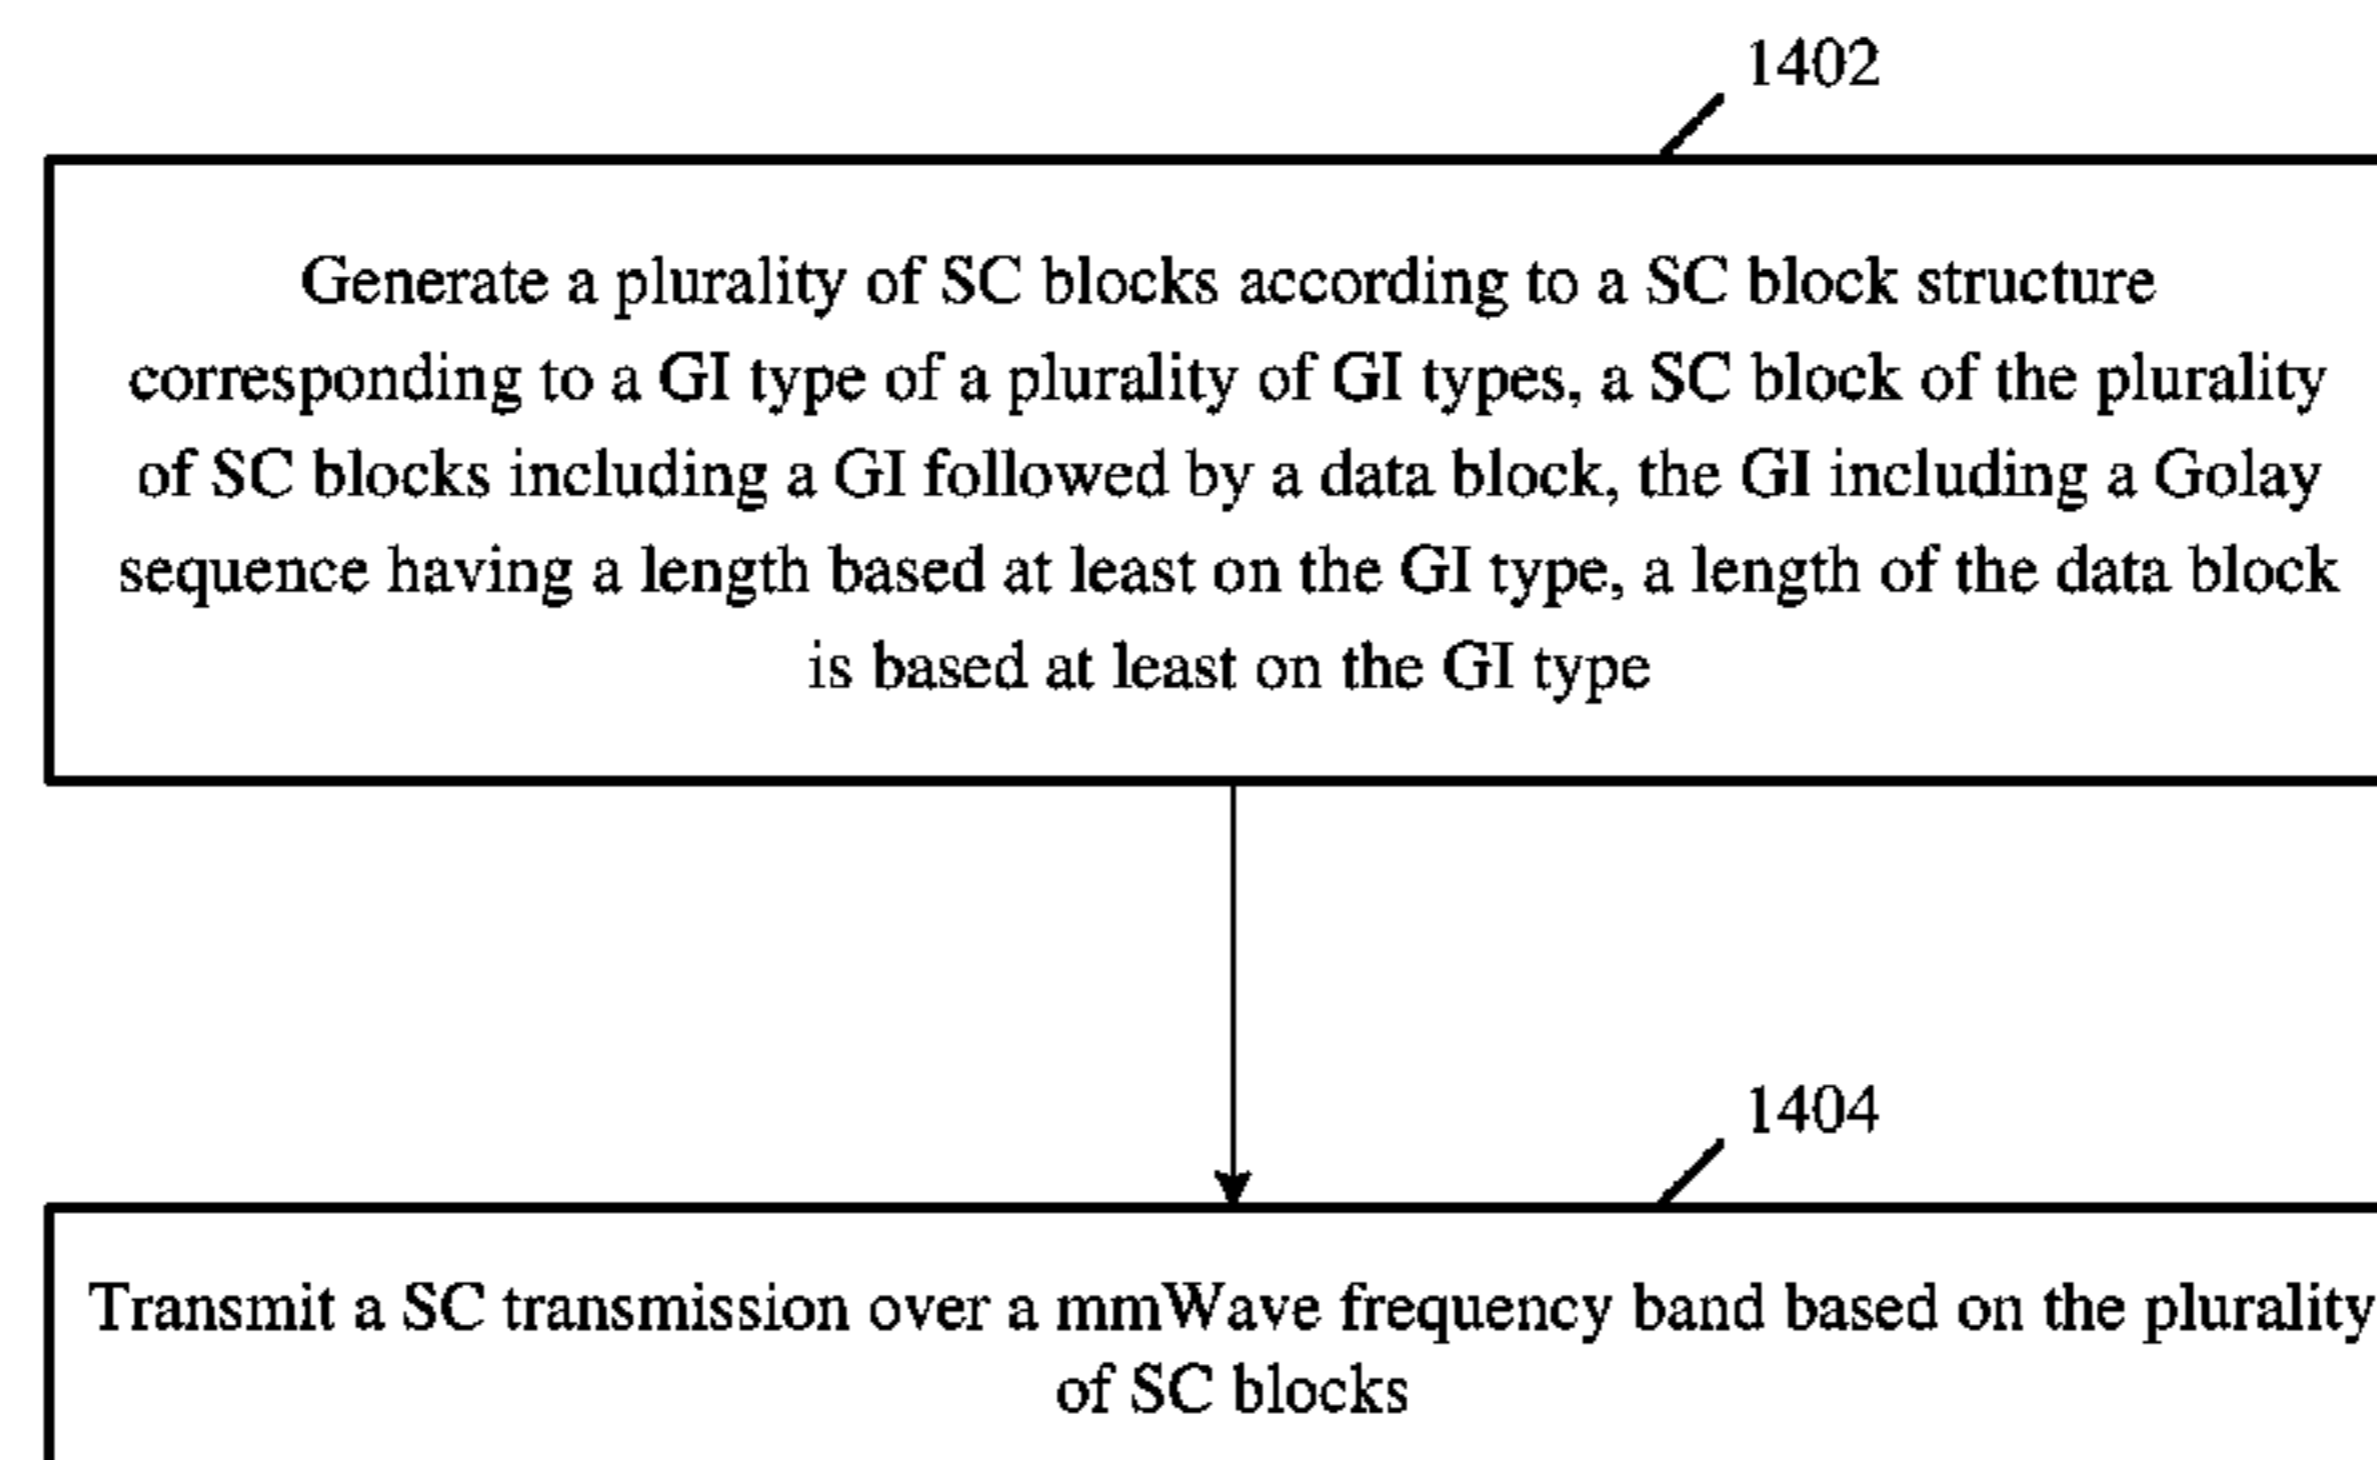 1402
Generate a plurality of SC blocks according to a SC block structure
corresponding to a GI type of a plurality of GI types, a SC block of the plurality
of SC blocks including a GI followed by a data block, the GI including a Golay
sequence having a length based at least on the GI type, a length of the data block
is based at least on the GI type
1404
Transmit a SC transmission over a mmWave frequency band based on the plurality
of SC blocks